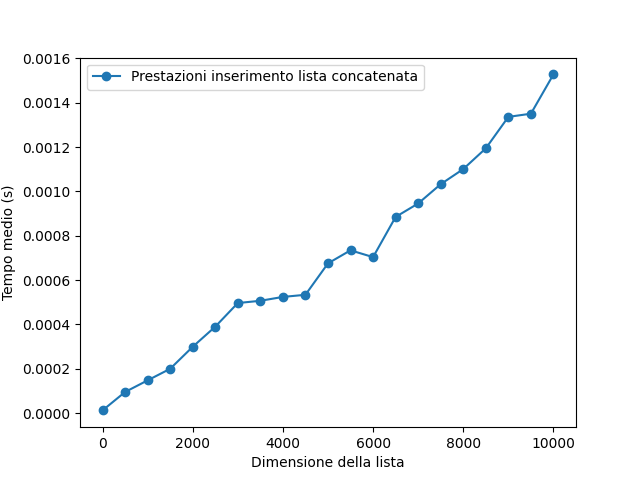 Prestazioni inserimento lista concatenata
0.0016
0.0014
0.0012
0.0010
0.0008
0.0006
0.0004
0.0002
0.0000
Tempo medio (s)
0 2000 4000 6000 8000 10000
Dimensione della lista